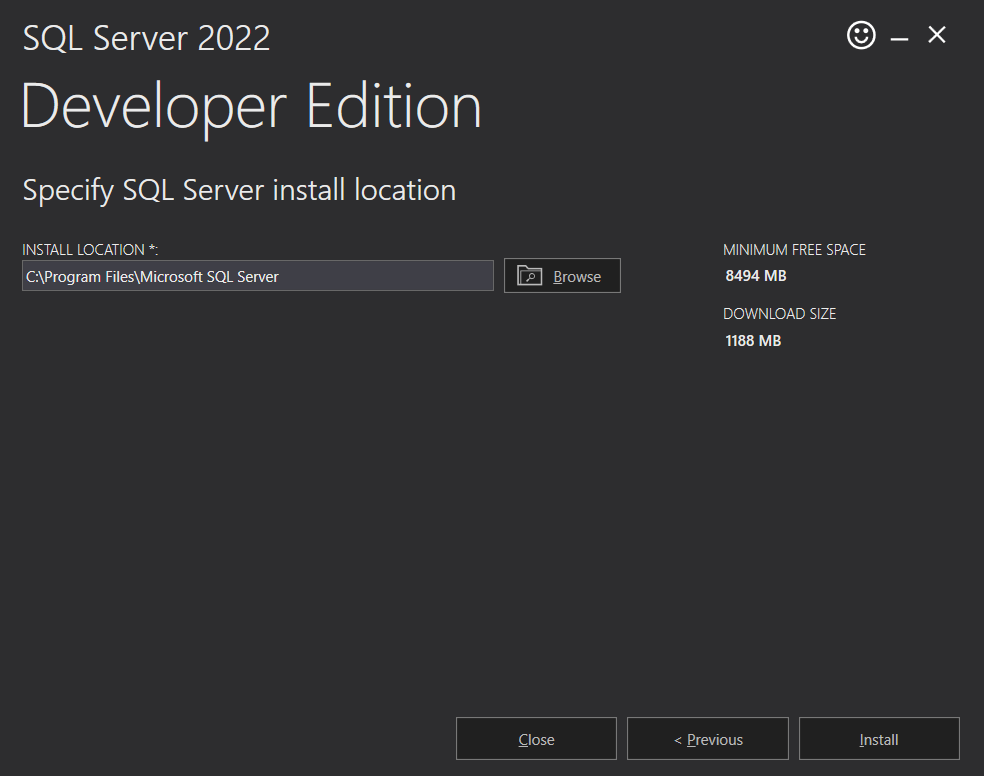 SQL Server 2022
Developer Edition
Specify SQL Server install location
INSTALL LOCATION *:
C:\Program Files\Microsoft SQL Server
Browse
MINIMUM FREE SPACE
8494 MB
DOWNLOAD SIZE
1188 MB
Close
< Previous
Install